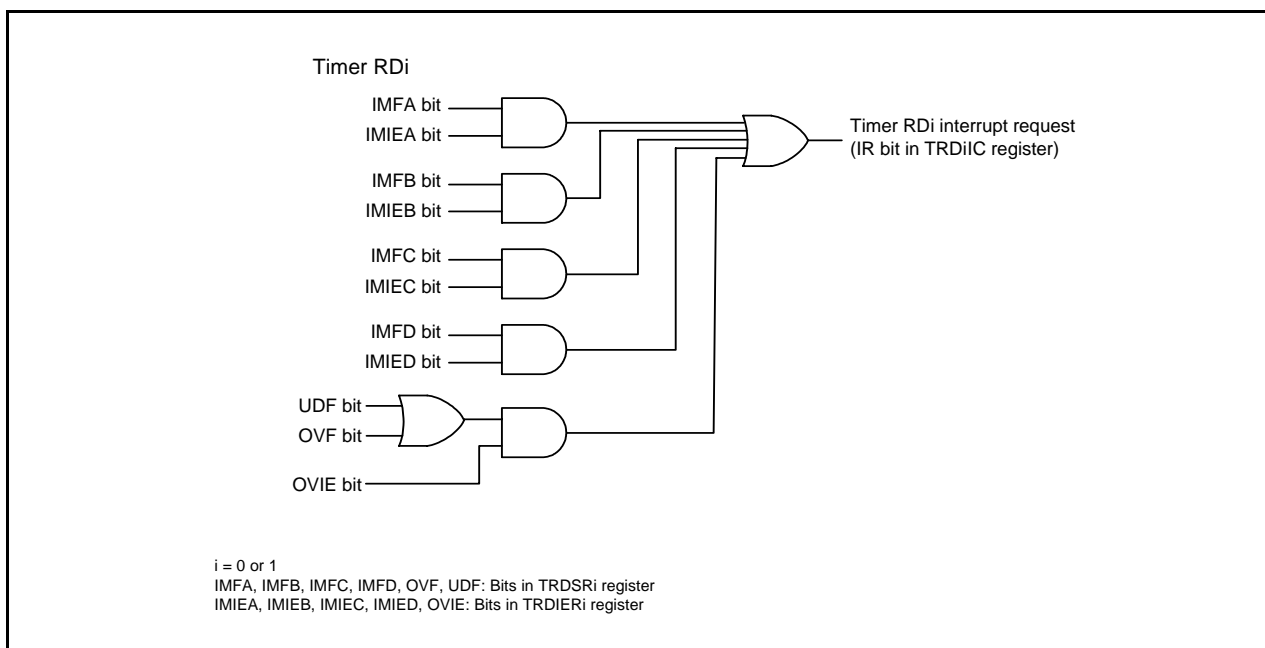 Timer RDi
IMFA bit
IMIEA bit
IMFB bit
IMIEB bit
IMFC bit
IMIEC bit
IMFD bit
IMIED bit
UDF bit
OVF bit
OVIE bit
Timer RDi interrupt request
(IR bit in TRDiIC register)
i = 0 or 1
IMFA, IMFB, IMFC, IMFD, OVF, UDF: Bits in TRDSRi register
IMIEA, IMIEB, IMIEC, IMIED, OVIE: Bits in TRDIERi register